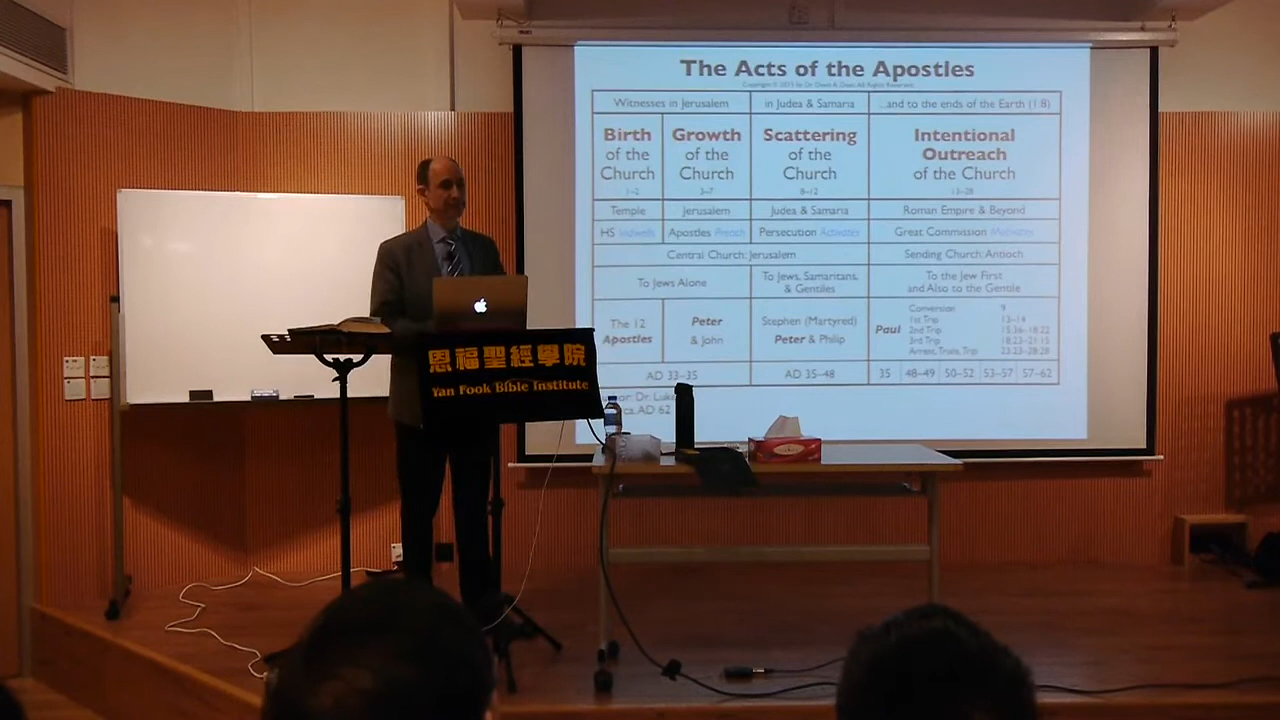 The Acts of the Apostles
Witnesses in Jerusalem
in Judea & Samaria
...and to the ends of the Earth (1:8)
Birth
of the
Church
1–2
Growth
of the
Church
3–7
Scattering
of the
Church
8–12
Intentional
Outreach
of the Church
13–28
Temple
Jerusalem
Judea & Samaria
Roman Empire & Beyond
HS Indwells
Apostles Preach
Persecution Activates
Great Commission Motivates
Central Church: Jerusalem
Sending Church: Antioch
To Jews Alone
To Jews, Samaritans,
& Gentiles
To the Jew First
and Also to the Gentile
The 12
Apostles
Peter
& John
Stephen (Martyred)
Peter & Philip
Paul
Conversion 9
1st Trip 13–14
2nd Trip 15:36–18:22
3rd Trip 18:23–21:15
Arrest, Trials, Trip 23:23–28:28
AD 33–35
AD 35–48
35
48–49
50–52
53–57
57–62
Dr. Luke
AD 62
恩福聖經學院
Yan Fook Bible Institute